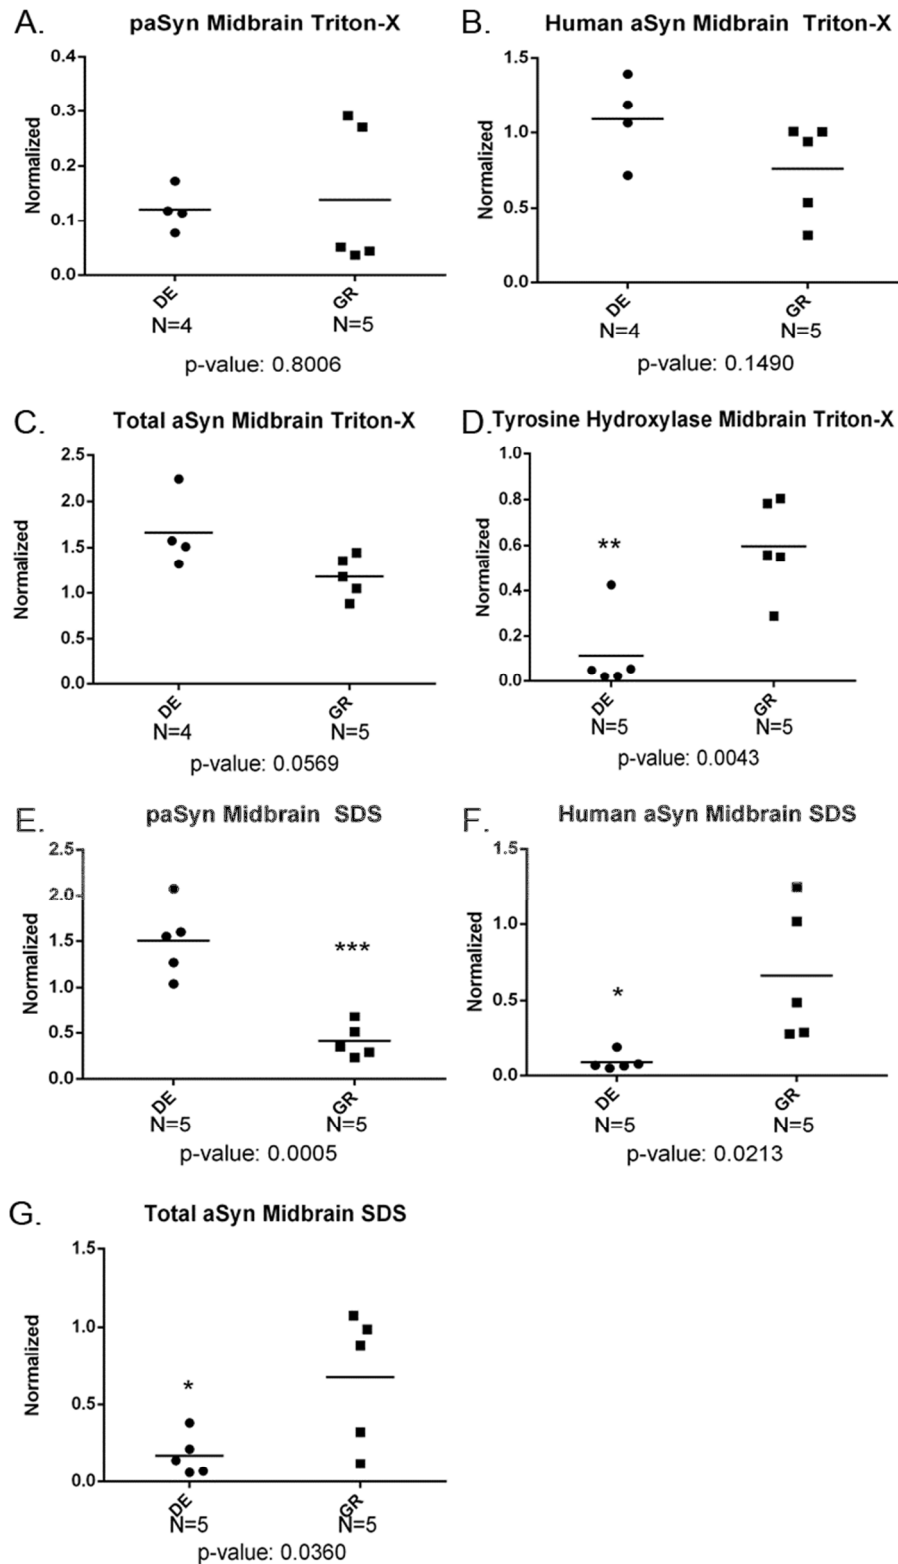 A. paSyn Midbrain Triton-X
Normalized
0.4
0.3
0.2
0.1
0.0
DE
GR
N=4
N=5
p-value: 0.8006
B. Human aSyn Midbrain Triton-X
Normalized
1.5
1.0
0.5
0.0
DE
GR
N=4
N=5
p-value: 0.1490
C. Total aSyn Midbrain Triton-X
Normalized
2.5
2.0
1.5
1.0
0.5
0.0
DE
GR
N=4
N=5
p-value: 0.0569
D. Tyrosine Hydroxylase Midbrain Triton-X
Normalized
1.0
0.8
0.6
0.4
0.2
0.0
**
DE
GR
N=5
N=5
p-value: 0.0043
E. paSyn Midbrain SDS
Normalized
2.5
2.0
1.5
1.0
0.5
0.0
***
DE
GR
N=5
N=5
p-value: 0.0005
F. Human aSyn Midbrain SDS
Normalized
1.5
1.0
0.5
0.0
*
DE
GR
N=5
N=5
p-value: 0.0213
G. Total aSyn Midbrain SDS
Normalized
1.5
1.0
0.5
0.0
*
DE
GR
N=5
N=5
p-value: 0.0360